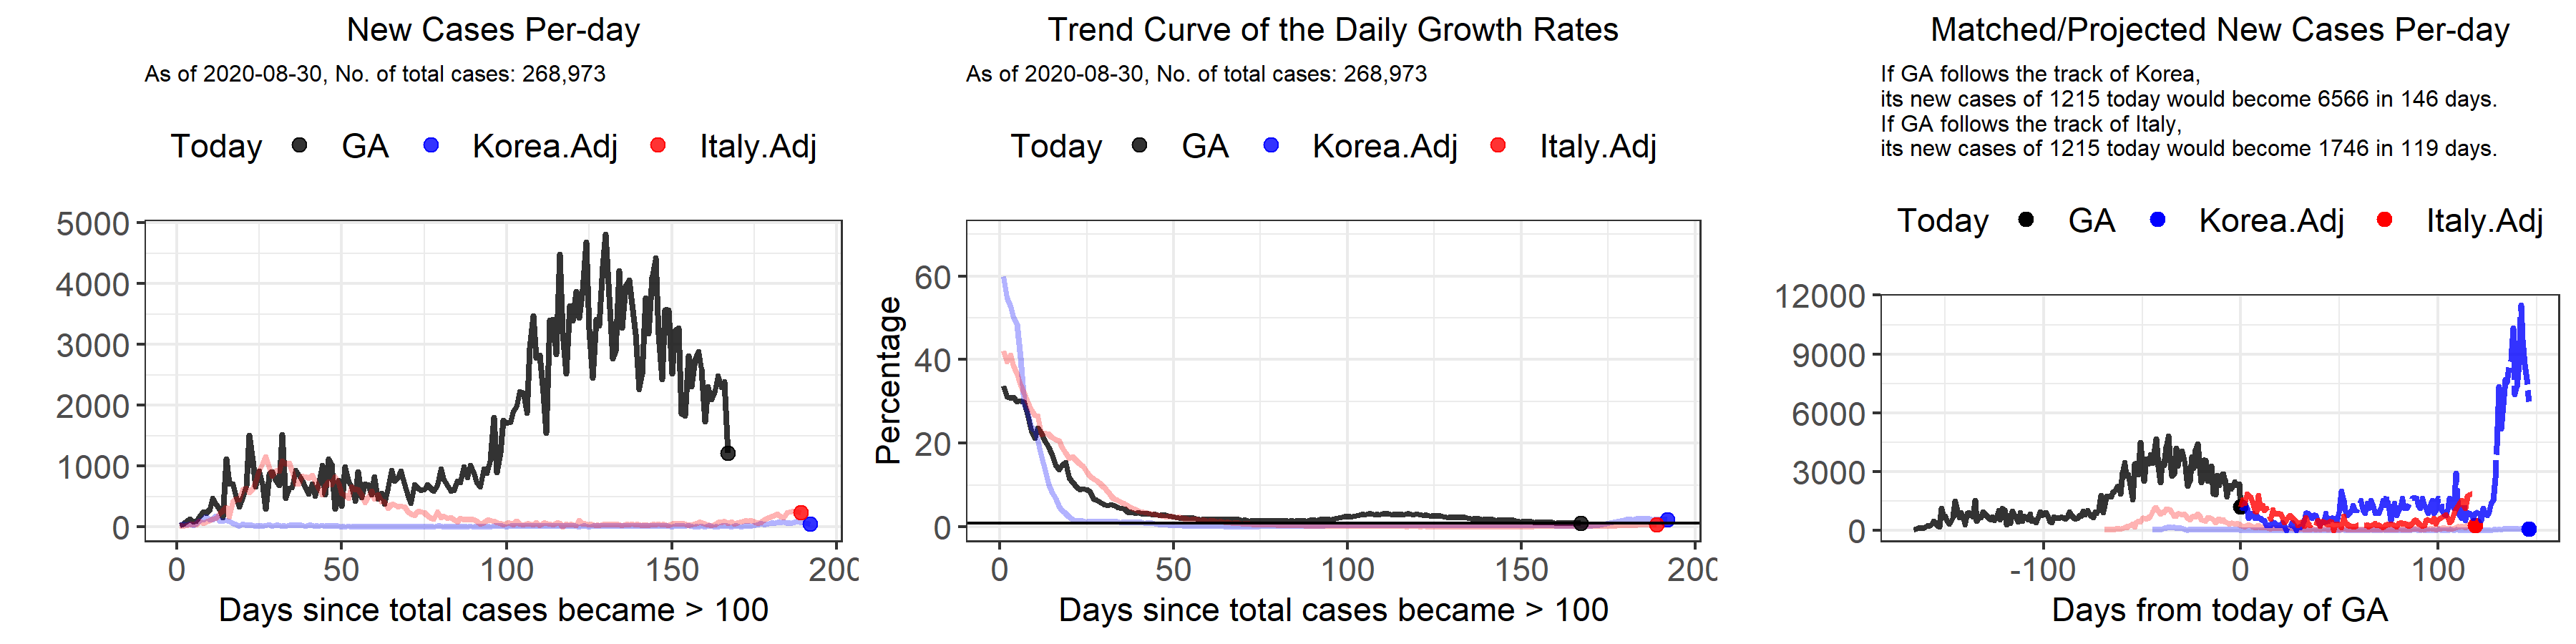 New Cases Per-day
As of 2020-08-30, No. of total cases: 268,973
Today GA Korea.Adj Italy.Adj
5000
4000
3000
2000
1000
0
0 50 100 150 200
Days since total cases became > 100
Trend Curve of the Daily Growth Rates
As of 2020-08-30, No. of total cases: 268,973
Today GA Korea.Adj Italy.Adj
Percentage
60
40
20
0
0 50 100 150 200
Days since total cases became > 100
Matched/Projected New Cases Per-day
If GA follows the track of Korea,
its new cases of 1215 today would become 6566 in 146 days.
If GA follows the track of Italy,
its new cases of 1215 today would become 1746 in 119 days.
Today GA Korea.Adj Italy.Adj
12000
9000
6000
3000
0
-100 0 100
Days from today of GA